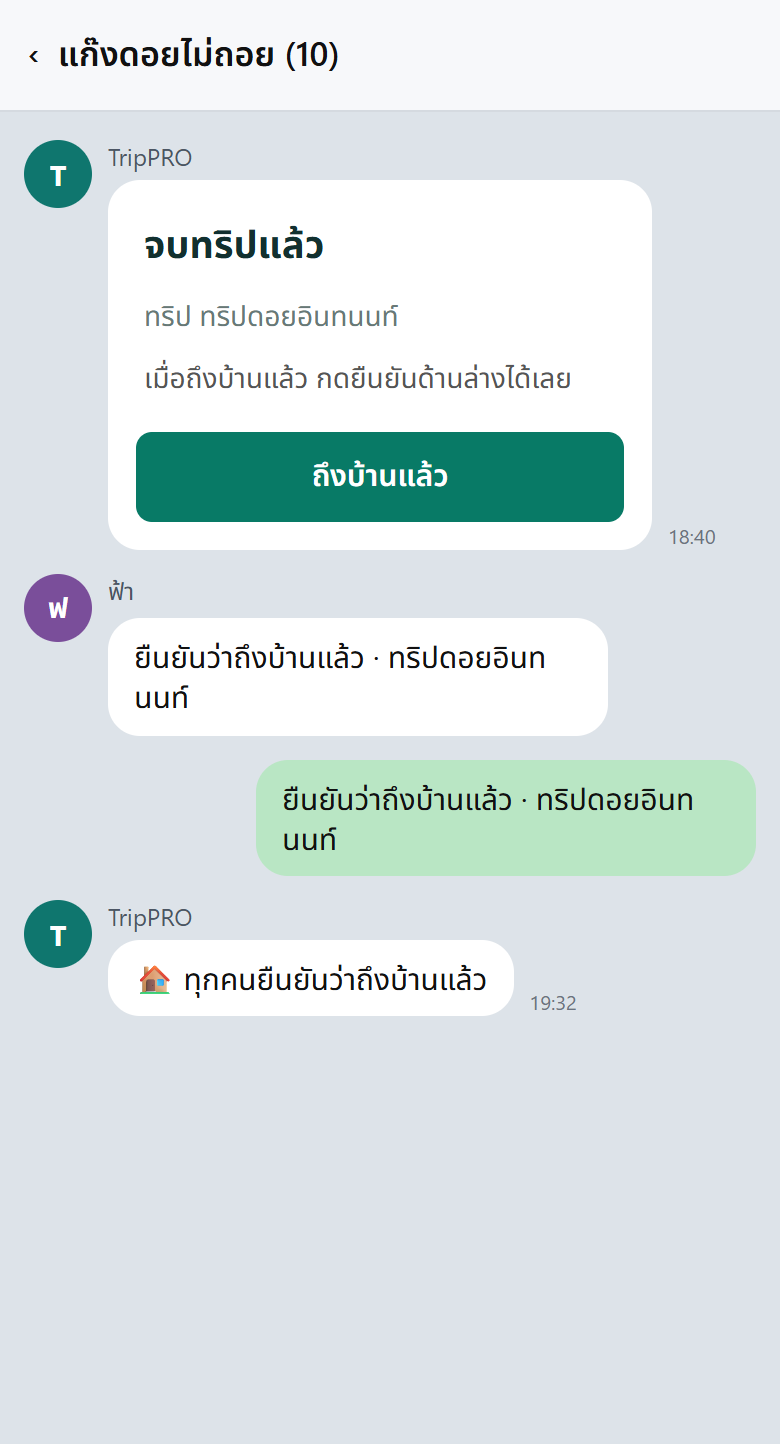 ‹ แก๊งดอยไม่ถอย (10)
T
TripPRO
จบทริปแล้ว
ทริป ทริปดอยอินทนนท์
เมื่อถึงบ้านแล้ว กดยืนยันด้านล่างได้เลย
ถึงบ้านแล้ว
18:40
ฟ
ฟ้า
ยืนยันว่าถึงบ้านแล้ว · ทริปดอยอินท
นนท์
ยืนยันว่าถึงบ้านแล้ว · ทริปดอยอินท
นนท์
T
TripPRO
🏠 ทุกคนยืนยันว่าถึงบ้านแล้ว
19:32